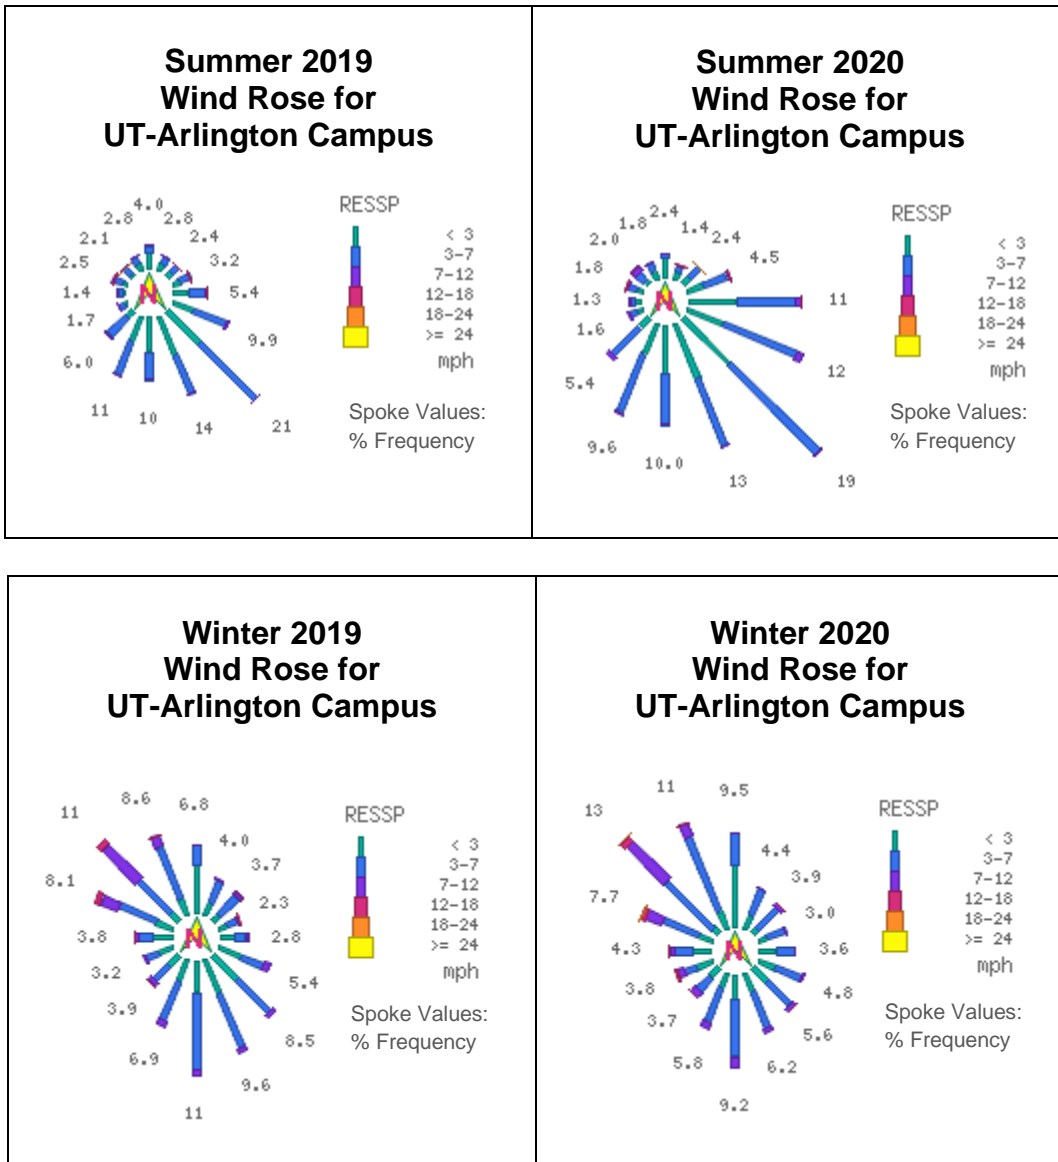 Summer 2019
Wind Rose for
UT-Arlington Campus
RESSP
< 3
3-7
7-12
12-18
18-24
>= 24
mph
Spoke Values:
% Frequency
4.0
2.8
2.4
3.2
5.4
9.9
21
14
10
11
6.0
1.7
1.4
2.5
2.1
2.8
N
Summer 2020
Wind Rose for
UT-Arlington Campus
RESSP
< 3
3-7
7-12
12-18
18-24
>= 24
mph
Spoke Values:
% Frequency
2.4
1.4
2.4
4.5
11
12
19
13
10.0
9.6
5.4
1.6
1.3
1.8
2.0
1.8
N
Winter 2019
Wind Rose for
UT-Arlington Campus
RESSP
< 3
3-7
7-12
12-18
18-24
>= 24
mph
Spoke Values:
% Frequency
6.8
4.0
3.7
2.3
2.8
5.4
8.5
9.6
11
6.9
3.9
3.2
3.8
8.1
11
8.6
N
Winter 2020
Wind Rose for
UT-Arlington Campus
RESSP
< 3
3-7
7-12
12-18
18-24
>= 24
mph
Spoke Values:
% Frequency
9.5
4.4
3.9
3.0
3.6
4.8
5.6
6.2
9.2
5.8
3.7
3.8
4.3
7.7
13
11
N